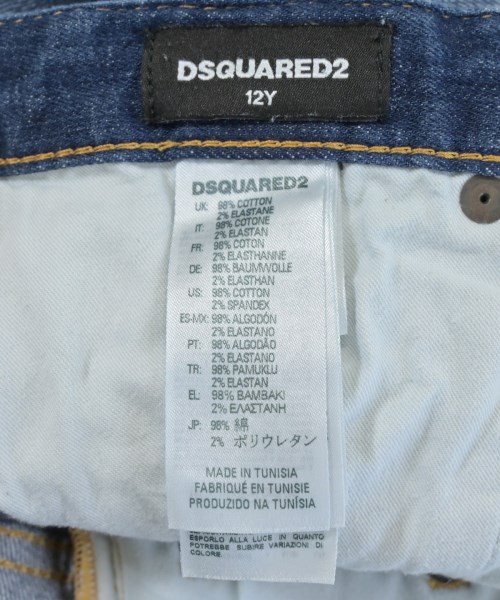 DSQUARED2
12Y
DSQUARED2
UK: 98% COTTON
2% ELASTANE
IT: 98% COTONE
2% ELASTAN
FR: 98% COTON
2% ELASTHANNE
DE: 98% BAUMWOLLE
2% ELASTHAN
US: 98% COTTON
2% SPANDEX
ES-MX: 98% ALGODÓN
2% ELASTANO
PT: 98% ALGODÃO
2% ELASTANO
TR: 98% PAMUKLU
2% ELASTAN
EL: 98% BAMBAKI
2% ΕΛΑΣΤΑΝΗ
JP: 98% 綿
2% ポリウレタン
MADE IN TUNISIA
FABRIQUÉ EN TUNISIE
PRODUZIDO NA TUNÍSIA
ESPORLO ALLA LUCE IN QUANTO
POTREBBE SUBIRE VARIAZIONI DI
COLORE.